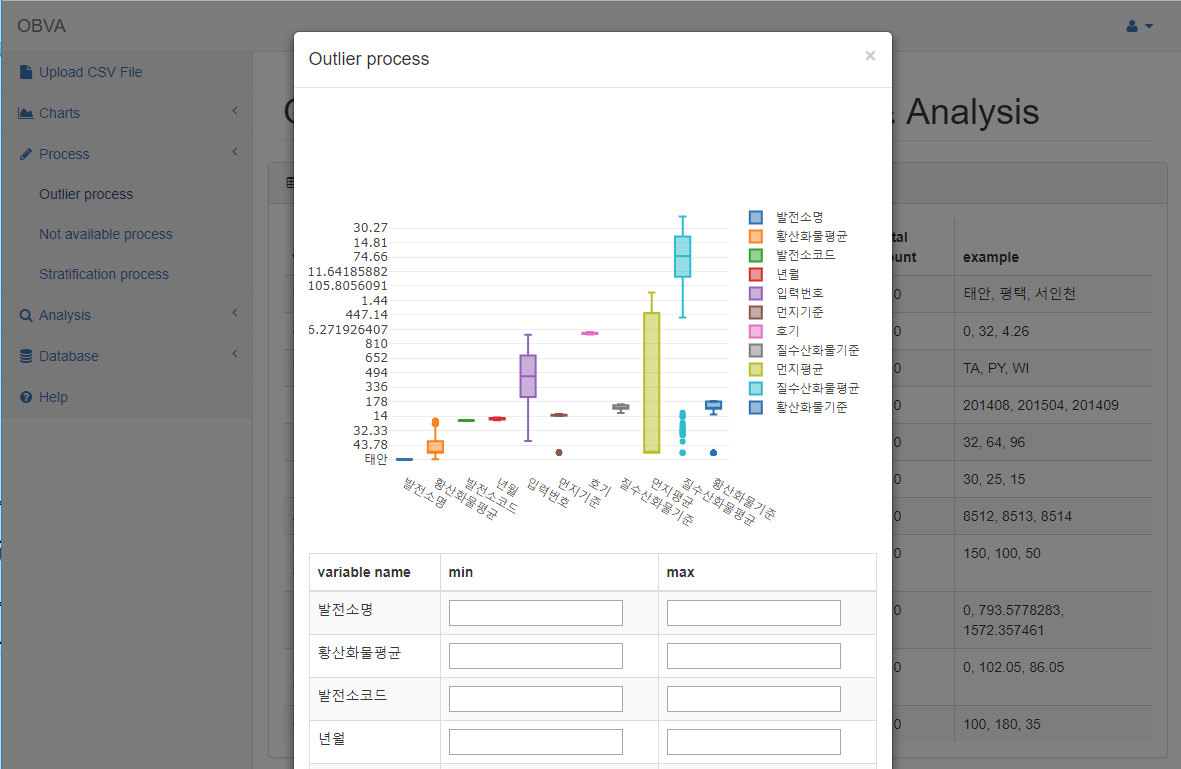 OBVA
Upload CSV File
Charts
Process
Outlier process
Not available process
Stratification process
Analysis
Database
Help
& Analysis
Outlier process
×
30.27
14.81
74.66
11.64185882
105.8056091
1.44
447.14
5.271926407
810
652
494
336
178
14
32.33
43.78
태안
발전소명
황산화물평균
발전소코드
년월
입력번호
먼지기준
호기
질수산화물기준
먼지평균
질수산화물평균
황산화물기준
발전소명
황산화물평균
발전소코드
년월
입력번호
먼지기준
호기
질수산화물기준
먼지평균
질수산화물평균
황산화물기준
variable name min max
발전소명
황산화물평균
발전소코드
년월
example
0 태안, 평택, 서인천
0 0, 32, 4.26
0 TA, PY, WI
0 201408, 201504, 201409
0 32, 64, 96
0 30, 25, 15
0 8512, 8513, 8514
0 150, 100, 50
0 0, 793.5778283,
1572.357461
0 0, 102.05, 86.05
0 100, 180, 35